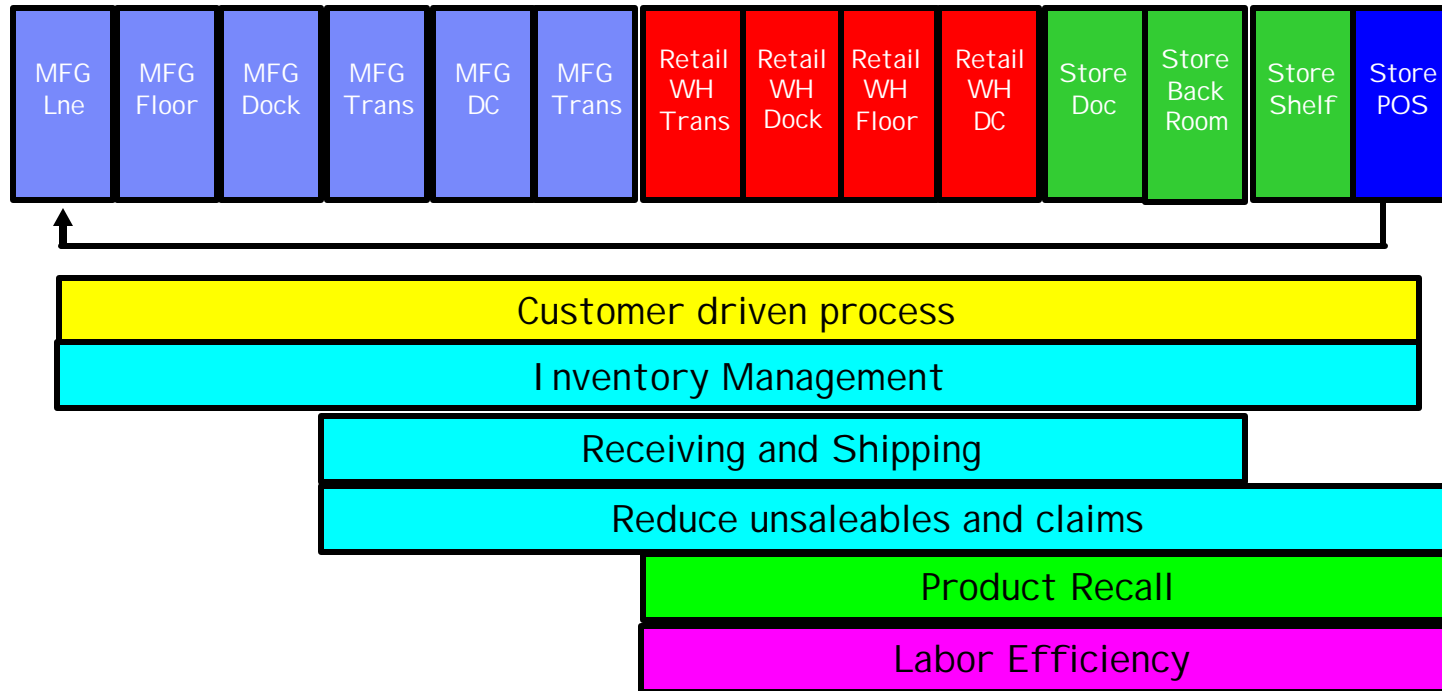 MFG
Lne
MFG
Floor
MFG
Dock
MFG
Trans
MFG
DC
MFG
Trans
Retail
WH
Trans
Retail
WH
Dock
Retail
WH
Floor
Retail
WH
DC
Store
Doc
Store
Back
Room
Store
Shelf
Store
POS
Customer driven process
Inventory Management
Receiving and Shipping
Reduce unsaleables and claims
Product Recall
Labor Efficiency